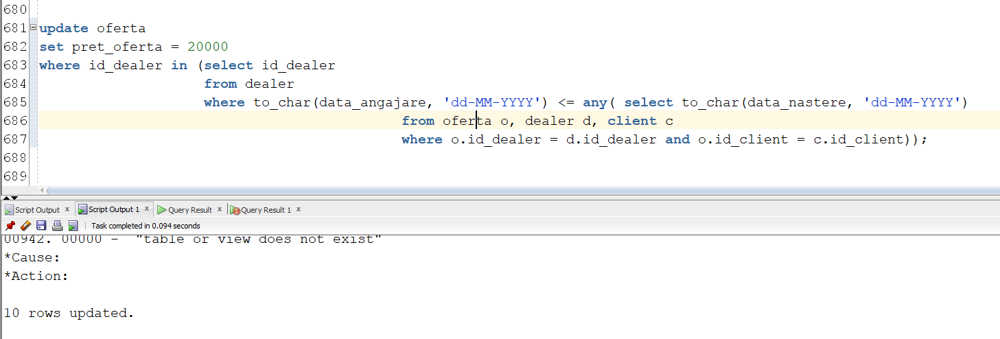 680
681 update oferta
682 set pret_oferta = 20000
683 where id_dealer in (select id_dealer
684 from dealer
685 where to_char(data_angajare, 'dd-MM-YYYY') <= any( select to_char(data_nastere, 'dd-MM-YYYY')
686 from oferta o, dealer d, client c
687 where o.id_dealer = d.id_dealer and o.id_client = c.id_client));
688
689
Script Output x Script Output 1 x Query Result x Query Result 1 x
Task completed in 0.094 seconds
00942. 00000 - "table or view does not exist"
*Cause:
*Action:
10 rows updated.